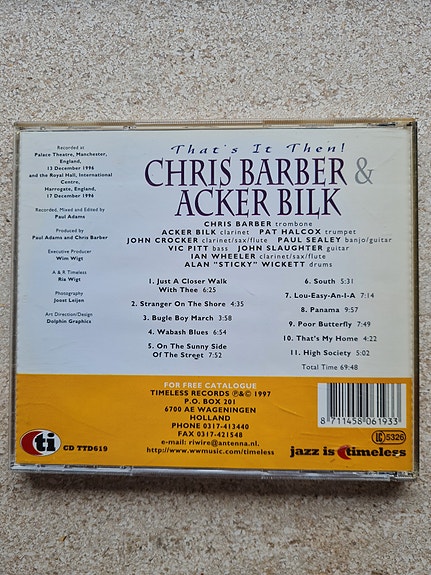 Recorded at
Palace Theatre, Manchester,
England,
12 December 1996
and the Royal Hall, International
Centre,
Harrogate, England,
17 December 1996
Recorded, Mixed and Edited by
Paul Adams
Produced by
Paul Adams and Chris Barber
Executive Producer
Wim Wigt
A & R Timeless
Ria Wigt
Photography
Joost Leijen
Art Direction/Design
Dolphin Graphics
That's It Then!
CHRIS BARBER &
ACKER BILK
CHRIS BARBER trombone
ACKER BILK clarinet PAT HALCOX trumpet
JOHN CROCKER clarinet/sax/flute PAUL SEALEY banjo/guitar
VIC PITT bass JOHN SLAUGHTER guitar
IAN WHEELER clarinet/sax/flute
ALAN "STICKY" WICKETT drums
1. Just A Closer Walk
With Thee 6:25
2. Stranger On The Shore 4:35
3. Bugle Boy March 3:58
4. Wabash Blues 6:54
5. On The Sunny Side
Of The Street 7:52
6. South 5:31
7. Lou-Easy-An-I-A 7:14
8. Panama 9:57
9. Poor Butterfly 7:49
10. That's My Home 4:22
11. High Society 5:02
Total Time 69:48
FOR FREE CATALOGUE
TIMELESS RECORDS ℗&© 1997
P.O. BOX 201
6700 AE WAGENINGEN
HOLLAND
PHONE 0317-413440
FAX 0317-421548
e-mail: riwire@antenna.nl.
http://www.wwmusic.com/timeless
ti
CD TTD619
8 711458 061933
LC 5326
jazz is timeless